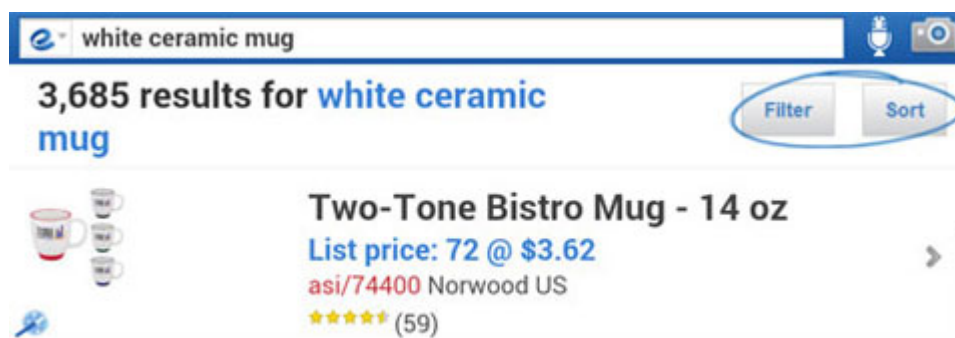 white ceramic mug
3,685 results for white ceramic
mug
Filter
Sort
Two-Tone Bistro Mug - 14 oz
List price: 72 @ $3.62
asi/74400 Norwood US
(59)